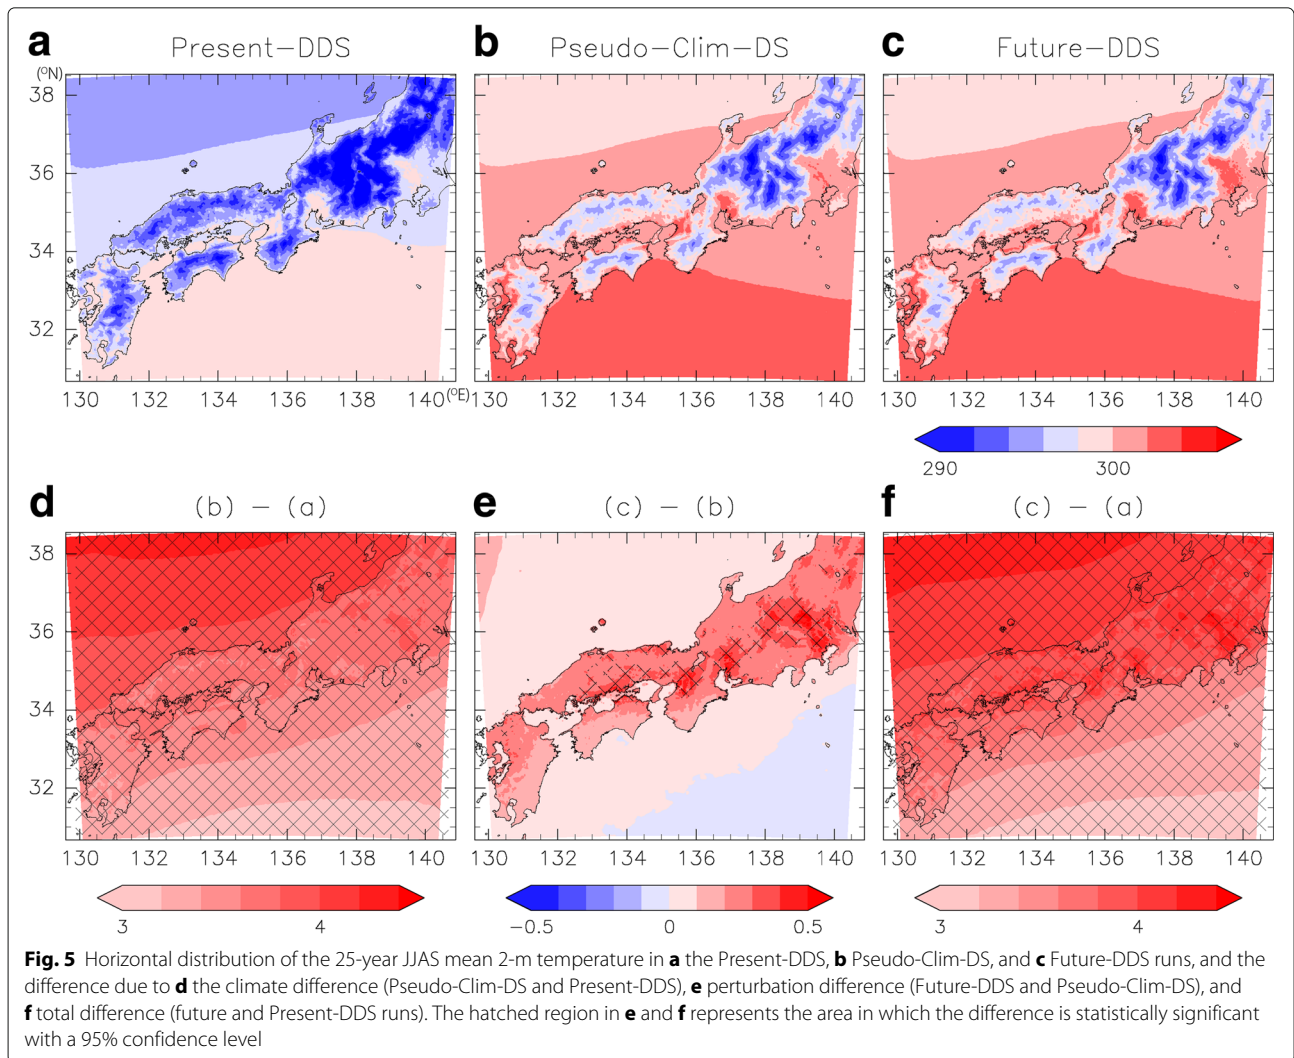 a Present-DDS b Pseudo-Clim-DS c Future-DDS
(°N)
38
36
34
32
130 132 134 136 138 140 (°E) 130 132 134 136 138 140 130 132 134 136 138 140
290 300
d (b) - (a) e (c) - (b) f (c) - (a)
38
36
34
32
130 132 134 136 138 140 130 132 134 136 138 140 130 132 134 136 138 140
3 4 -0.5 0 0.5 3 4
Fig. 5 Horizontal distribution of the 25-year JJAS mean 2-m temperature in a the Present-DDS, b Pseudo-Clim-DS, and c Future-DDS runs, and the
difference due to d the climate difference (Pseudo-Clim-DS and Present-DDS), e perturbation difference (Future-DDS and Pseudo-Clim-DS), and
f total difference (future and Present-DDS runs). The hatched region in e and f represents the area in which the difference is statistically significant
with a 95% confidence level